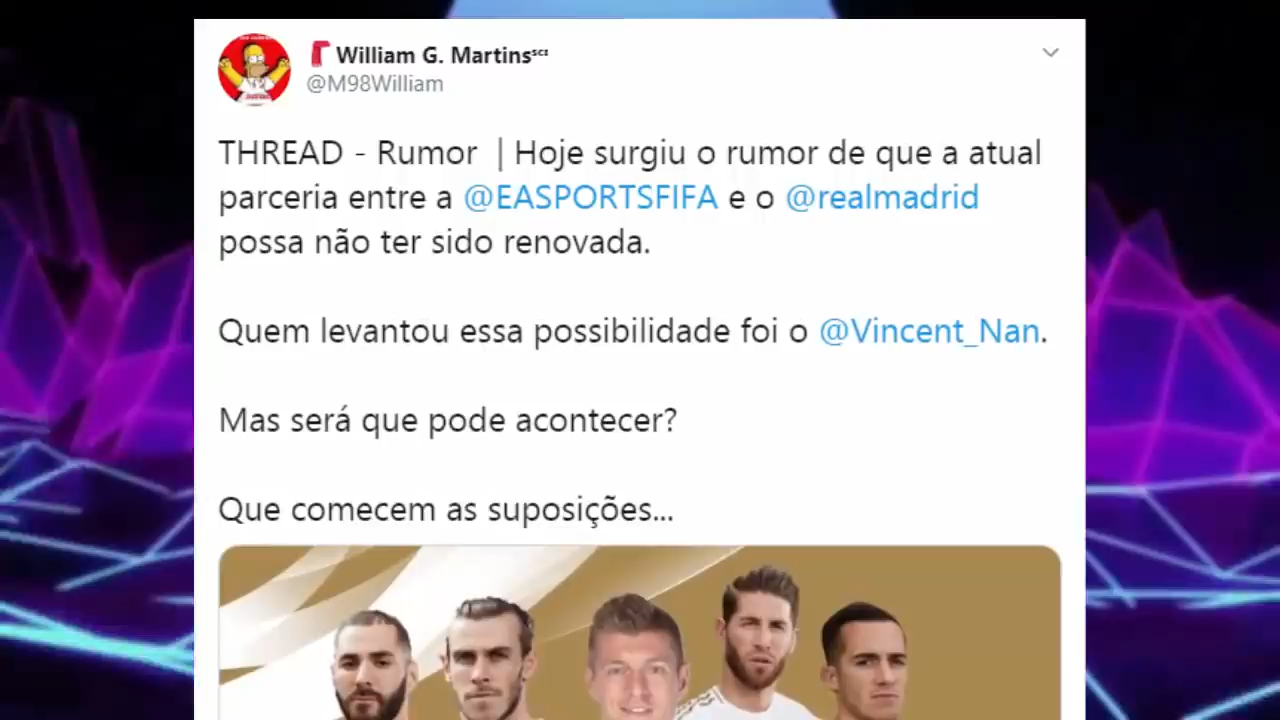 William G. Martinsˢᶜᶦ
@M98William
THREAD - Rumor | Hoje surgiu o rumor de que a atual
parceria entre a @EASPORTSFIFA e o @realmadrid
possa não ter sido renovada.
Quem levantou essa possibilidade foi o @Vincent_Nan.
Mas será que pode acontecer?
Que comecem as suposições...